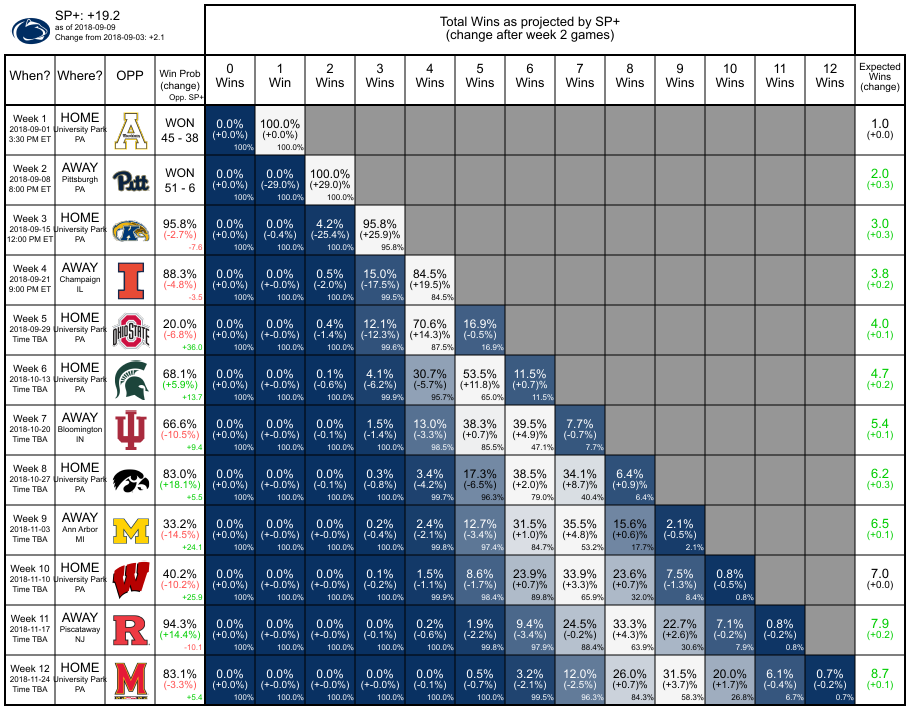 SP+: +19.2
as of 2018-09-09
Change from 2018-09-03: +2.1
Total Wins as projected by SP+
(change after week 2 games)
When? Where? OPP Win Prob (change) Opp. SP+ 0 Wins 1 Win 2 Wins 3 Wins 4 Wins 5 Wins 6 Wins 7 Wins 8 Wins 9 Wins 10 Wins 11 Wins 12 Wins Expected Wins (change)
Week 1 HOME WON 0.0% 100.0% 1.0
2018-09-01 University Park A 45 - 38 (+0.0%) (+0.0%) (+0.0)
3:30 PM ET PA 100% 100.0%
Week 2 AWAY WON 0.0% 0.0% 100.0% 2.0
2018-09-08 Pittsburgh Pitt 51 - 6 (+0.0%) (-29.0%) (+29.0)% (+0.3)
8:00 PM ET PA 100% 100.0% 100.0%
Week 3 HOME 95.8% 0.0% 0.0% 4.2% 95.8% 3.0
2018-09-15 University Park K (-2.7%) (+0.0%) (-0.4%) (-25.4%) (+25.9)% (+0.3)
12:00 PM ET PA -7.6 100% 100.0% 100.0% 95.8%
Week 4 AWAY 88.3% 0.0% 0.0% 0.5% 15.0% 84.5% 3.8
2018-09-21 Champaign I (-4.8%) (+0.0%) (+-0.0%) (-2.0%) (-17.5%) (+19.5)% (+0.2)
9:00 PM ET IL -3.5 100% 100.0% 100.0% 99.5% 84.5%
Week 5 HOME 20.0% 0.0% 0.0% 0.4% 12.1% 70.6% 16.9% 4.0
2018-09-29 University Park OHIO STATE (-6.8%) (+0.0%) (+-0.0%) (-1.4%) (-12.3%) (+14.3)% (-0.5)% (+0.1)
Time TBA PA +36.0 100% 100.0% 100.0% 99.6% 87.5% 16.9%
Week 6 HOME 68.1% 0.0% 0.0% 0.1% 4.1% 30.7% 53.5% 11.5% 4.7
2018-10-13 University Park (+5.9%) (+0.0%) (+-0.0%) (-0.6%) (-6.2%) (-5.7%) (+11.8)% (+0.7)% (+0.2)
Time TBA PA +13.7 100% 100.0% 100.0% 99.9% 95.7% 65.0% 11.5%
Week 7 AWAY 66.6% 0.0% 0.0% 0.0% 1.5% 13.0% 38.3% 39.5% 7.7% 5.4
2018-10-20 Bloomington (-10.5%) (+0.0%) (+-0.0%) (-0.1%) (-1.4%) (-3.3%) (+0.7)% (+4.9)% (-0.7)% (+0.1)
Time TBA IN +9.4 100% 100.0% 100.0% 100.0% 98.5% 85.5% 47.1% 7.7%
Week 8 HOME 83.0% 0.0% 0.0% 0.0% 0.3% 3.4% 17.3% 38.5% 34.1% 6.4% 6.2
2018-10-27 University Park (+18.1%) (+0.0%) (+-0.0%) (-0.1%) (-0.8%) (-4.2%) (-6.5%) (+2.0)% (+8.7)% (+0.9)% (+0.3)
Time TBA PA +5.5 100% 100.0% 100.0% 100.0% 99.7% 96.3% 79.0% 40.4% 6.4%
Week 9 AWAY 33.2% 0.0% 0.0% 0.0% 0.2% 2.4% 12.7% 31.5% 35.5% 15.6% 2.1% 6.5
2018-11-03 Ann Arbor M (-14.5%) (+0.0%) (+-0.0%) (-0.0%) (-0.4%) (-2.1%) (-3.4%) (+1.0)% (+4.8)% (+0.6)% (-0.5)% (+0.1)
Time TBA MI +24.1 100% 100.0% 100.0% 100.0% 99.8% 97.4% 84.7% 53.2% 17.7% 2.1%
Week 10 HOME 40.2% 0.0% 0.0% 0.0% 0.1% 1.5% 8.6% 23.9% 33.9% 23.6% 7.5% 0.8% 7.0
2018-11-10 University Park W (-10.2%) (+0.0%) (+-0.0%) (-0.0%) (-0.2%) (-1.1%) (-1.7%) (+0.7%) (+3.3)% (+0.7)% (-1.3)% (-0.5)% (+0.0)
Time TBA PA +25.9 100% 100.0% 100.0% 100.0% 99.9% 98.4% 89.8% 65.9% 32.0% 8.4% 0.8%
Week 11 AWAY 94.3% 0.0% 0.0% 0.0% 0.0% 0.2% 1.9% 9.4% 24.5% 33.3% 22.7% 7.1% 0.8% 7.9
2018-11-17 Piscataway R (+14.4%) (+0.0%) (+-0.0%) (-0.0%) (-0.1%) (-0.6%) (-2.2%) (-3.4%) (-0.2)% (+4.3)% (+2.6)% (-0.2)% (-0.2)% (+0.2)
Time TBA NJ -10.1 100% 100.0% 100.0% 100.0% 100.0% 99.8% 97.9% 88.4% 63.9% 30.6% 7.9% 0.8%
Week 12 HOME 83.1% 0.0% 0.0% 0.0% 0.0% 0.0% 0.5% 3.2% 12.0% 26.0% 31.5% 20.0% 6.1% 0.7% 8.7
2018-11-24 University Park M (-3.3%) (+0.0%) (+-0.0%) (-0.0%) (-0.0%) (-0.1%) (-0.7%) (-2.1%) (-2.5%) (+0.7)% (+3.7)% (+1.7)% (-0.4)% (-0.2)% (+0.1)
Time TBA PA +5.4 100% 100.0% 100.0% 100.0% 100.0% 100.0% 99.5% 96.3% 84.3% 58.3% 26.8% 6.7% 0.7%